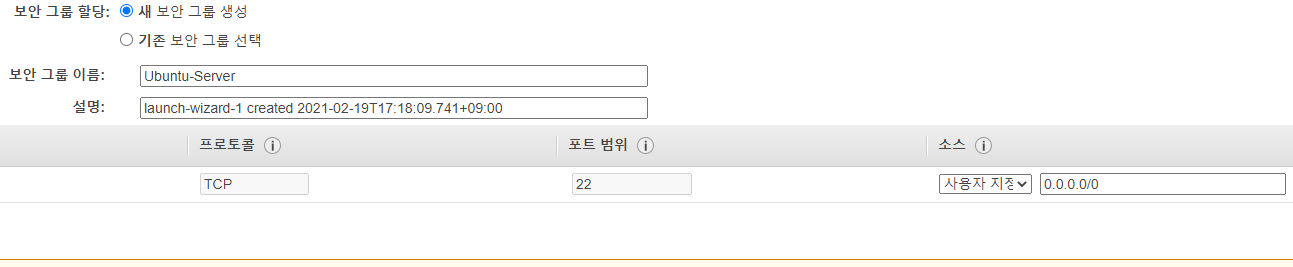 보안 그룹 할당: 새 보안 그룹 생성
기존 보안 그룹 선택
보안 그룹 이름: Ubuntu-Server
설명: launch-wizard-1 created 2021-02-19T17:18:09.741+09:00
프로토콜 i 포트 범위 i 소스 i
TCP 22 사용자 지정 0.0.0.0/0